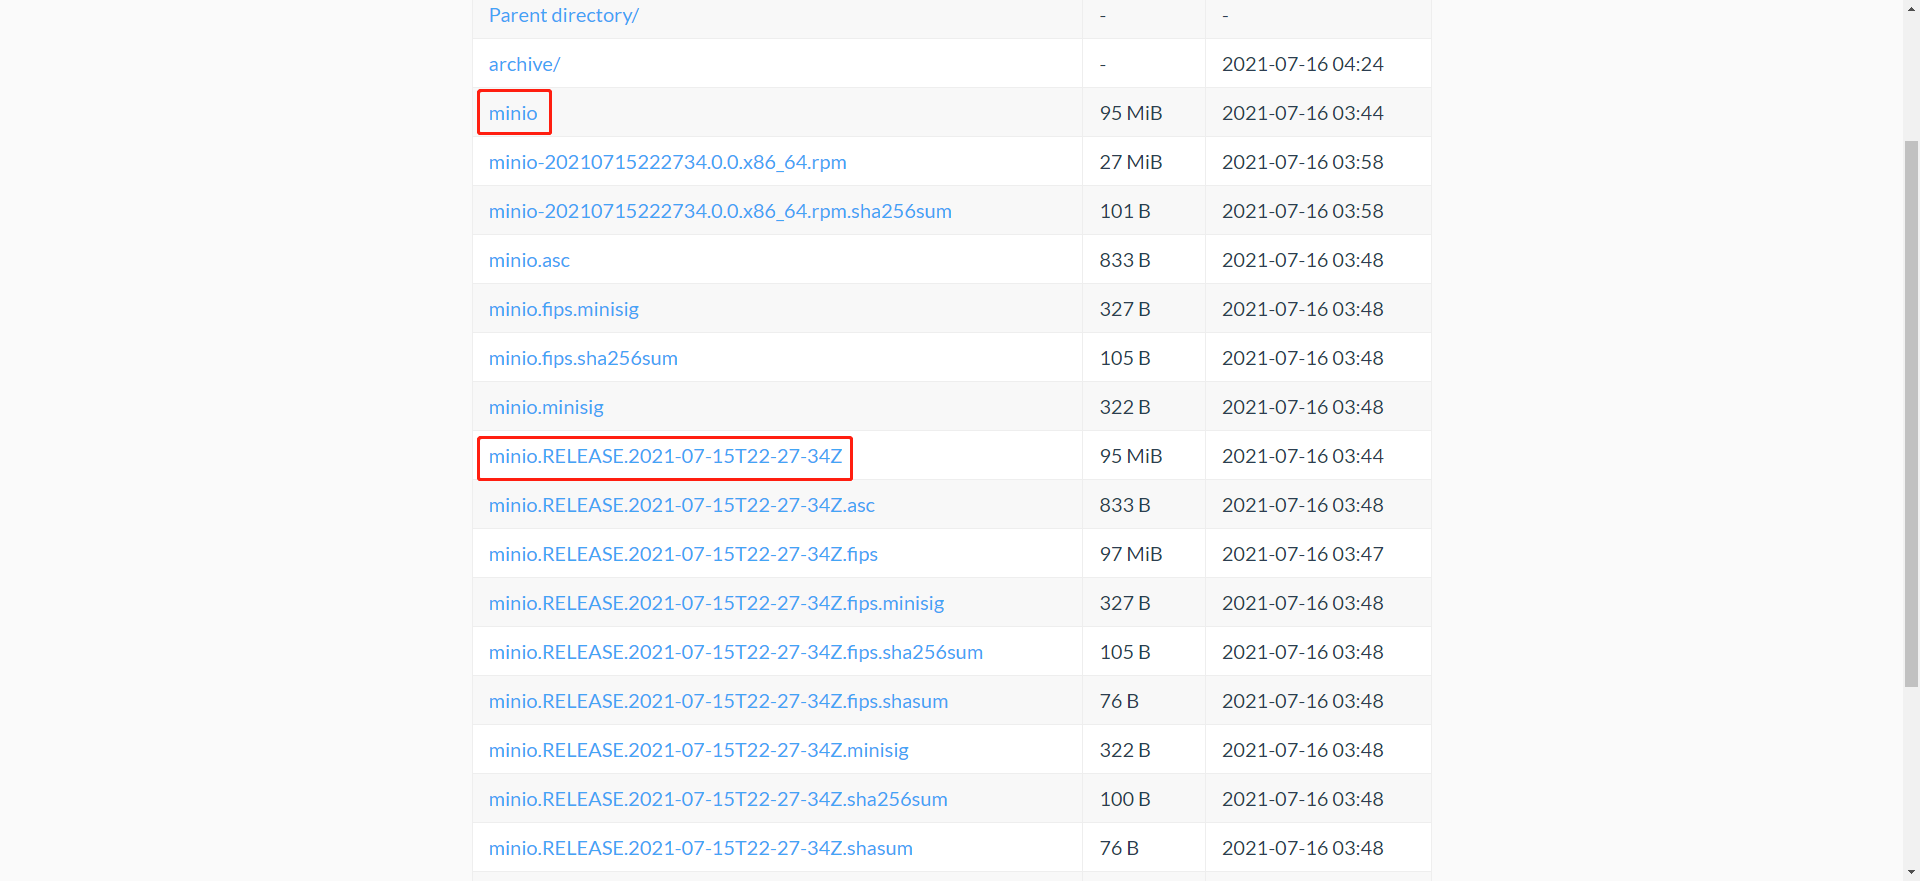 Parent directory/ - -
archive/ - 2021-07-16 04:24
minio 95 MiB 2021-07-16 03:44
minio-20210715222734.0.0.x86_64.rpm 27 MiB 2021-07-16 03:58
minio-20210715222734.0.0.x86_64.rpm.sha256sum 101 B 2021-07-16 03:58
minio.asc 833 B 2021-07-16 03:48
minio.fips.minisig 327 B 2021-07-16 03:48
minio.fips.sha256sum 105 B 2021-07-16 03:48
minio.minisig 322 B 2021-07-16 03:48
minio.RELEASE.2021-07-15T22-27-34Z 95 MiB 2021-07-16 03:44
minio.RELEASE.2021-07-15T22-27-34Z.asc 833 B 2021-07-16 03:48
minio.RELEASE.2021-07-15T22-27-34Z.fips 97 MiB 2021-07-16 03:47
minio.RELEASE.2021-07-15T22-27-34Z.fips.minisig 327 B 2021-07-16 03:48
minio.RELEASE.2021-07-15T22-27-34Z.fips.sha256sum 105 B 2021-07-16 03:48
minio.RELEASE.2021-07-15T22-27-34Z.fips.shasum 76 B 2021-07-16 03:48
minio.RELEASE.2021-07-15T22-27-34Z.minisig 322 B 2021-07-16 03:48
minio.RELEASE.2021-07-15T22-27-34Z.sha256sum 100 B 2021-07-16 03:48
minio.RELEASE.2021-07-15T22-27-34Z.shasum 76 B 2021-07-16 03:48